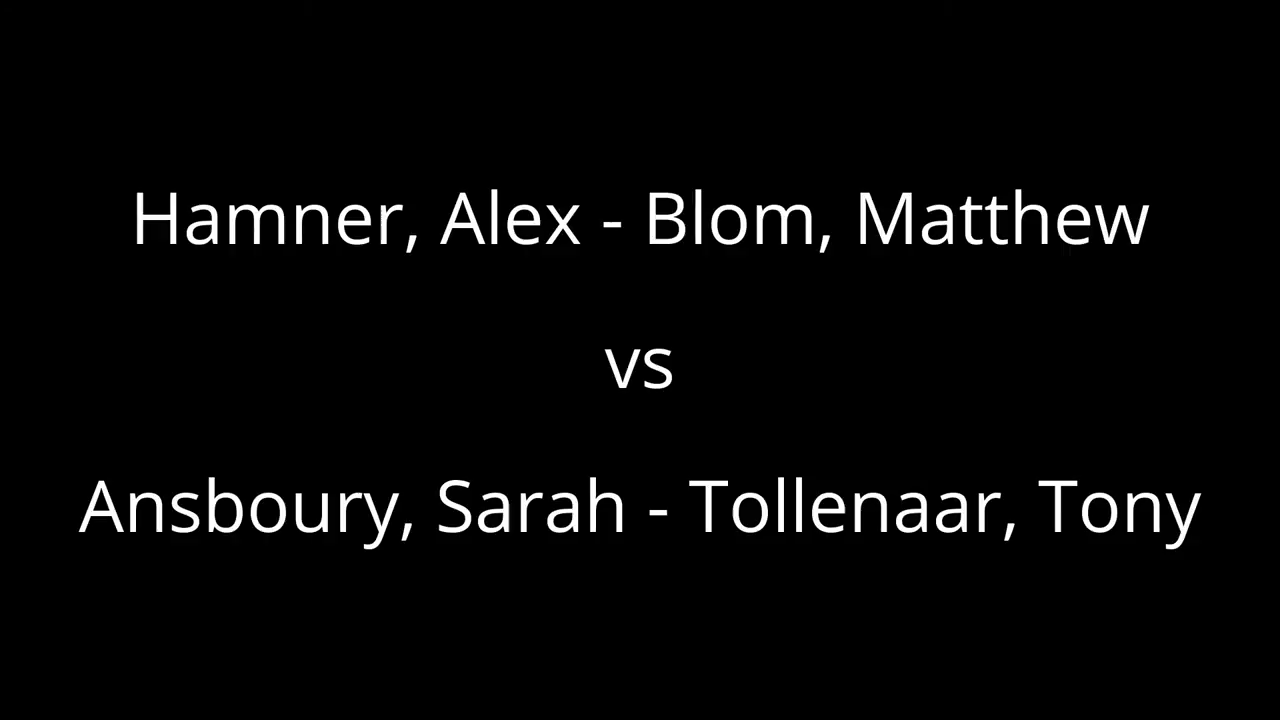 Hamner, Alex - Blom, Matthew
vs
Ansboury, Sarah - Tollenaar, Tony